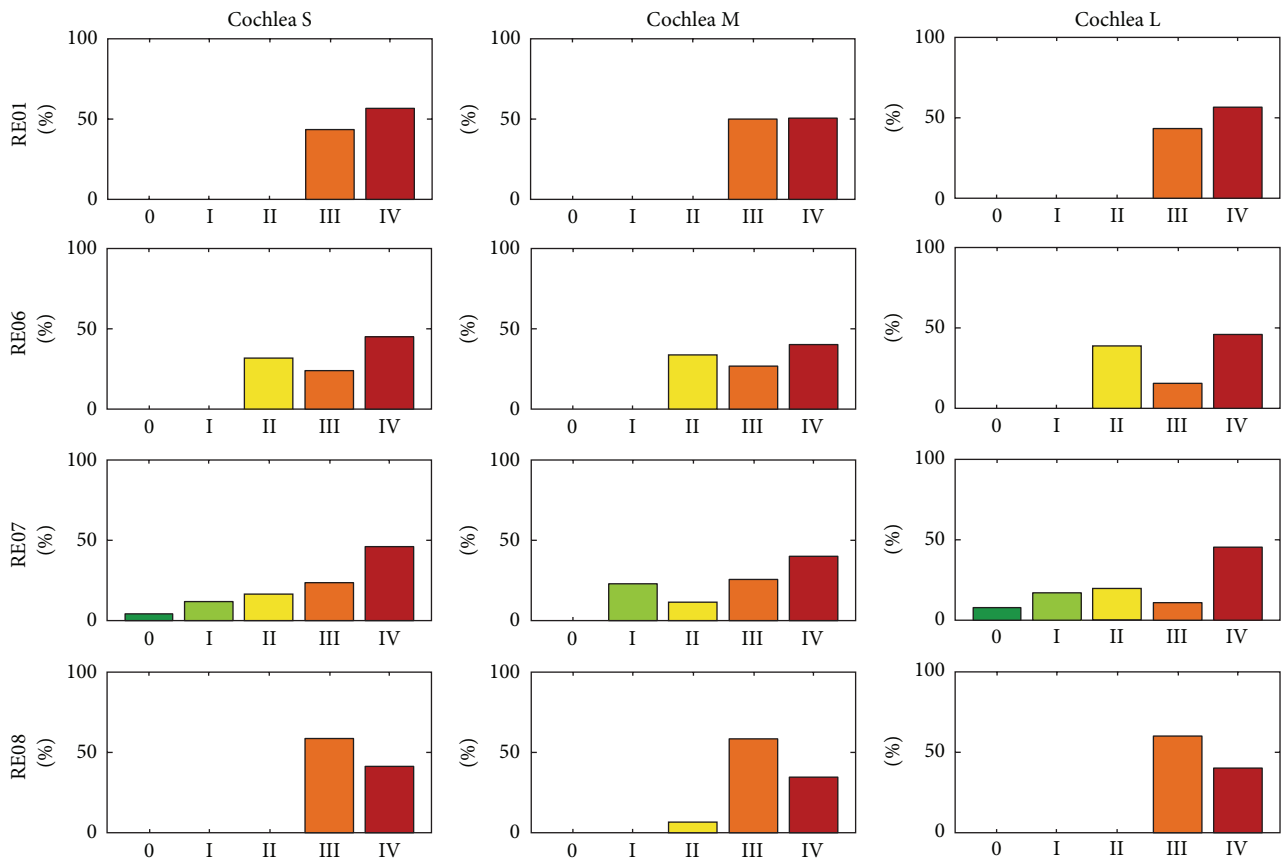 Cochlea S Cochlea M Cochlea L
RE01
(%) 100 50 0 (%) 100 50 0 (%) 100 50 0
0 I II III IV 0 I II III IV 0 I II III IV
RE06
(%) 100 50 0 (%) 100 50 0 (%) 100 50 0
0 I II III IV 0 I II III IV 0 I II III IV
RE07
(%) 100 50 0 (%) 100 50 0 (%) 100 50 0
0 I II III IV 0 I II III IV 0 I II III IV
RE08
(%) 100 50 0 (%) 100 50 0 (%) 100 50 0
0 I II III IV 0 I II III IV 0 I II III IV